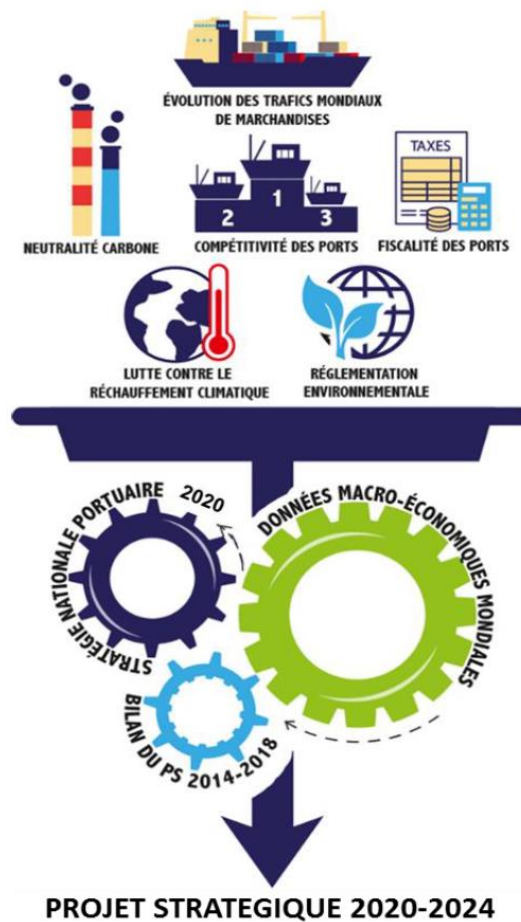 ÉVOLUTION DES TRAFICS MONDIAUX
DE MARCHANDISES
TAXES
1
2
3
NEUTRALITÉ CARBONE
COMPÉTITIVITÉ DES PORTS
FISCALITÉ DES PORTS
LUTTE CONTRE LE
RÉCHAUFFEMENT CLIMATIQUE
RÉGLEMENTATION
ENVIRONNEMENTALE
STRATÉGIE NATIONALE PORTUAIRE 2020
DONNÉES MACRO-ÉCONOMIQUES MONDIALES
BILAN DU PS 2014-2018
PROJET STRATEGIQUE 2020-2024